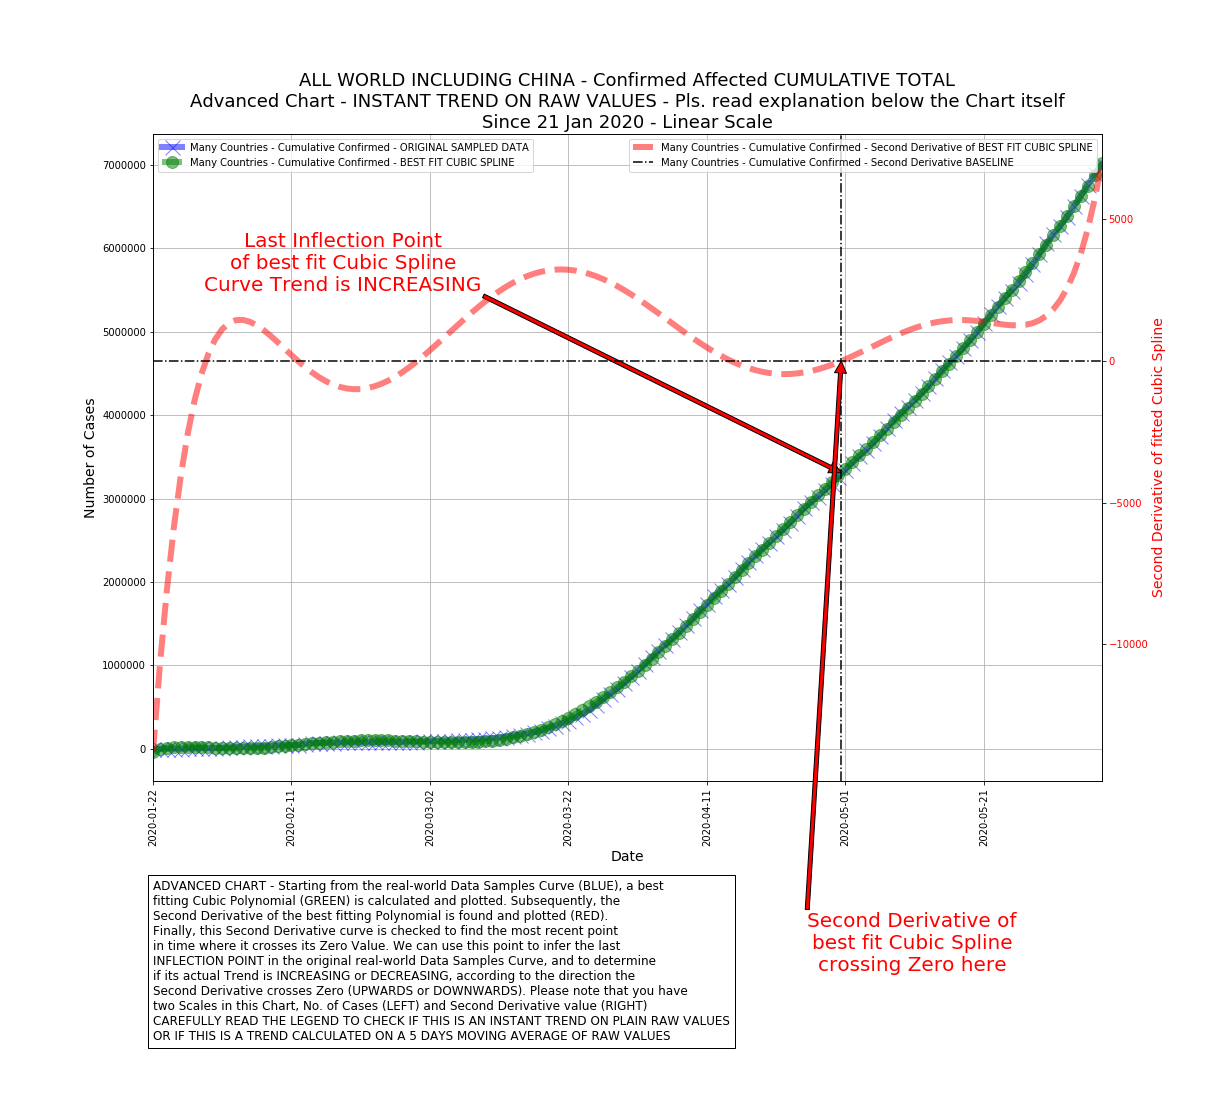 ALL WORLD INCLUDING CHINA - Confirmed Affected CUMULATIVE TOTAL
Advanced Chart - INSTANT TREND ON RAW VALUES - Pls. read explanation below the Chart itself
Since 21 Jan 2020 - Linear Scale
Many Countries - Cumulative Confirmed - ORIGINAL SAMPLED DATA
Many Countries - Cumulative Confirmed - BEST FIT CUBIC SPLINE
Many Countries - Cumulative Confirmed - Second Derivative of BEST FIT CUBIC SPLINE
Many Countries - Cumulative Confirmed - Second Derivative BASELINE
Last Inflection Point
of best fit Cubic Spline
Curve Trend is INCREASING
Number of Cases
7000000
6000000
5000000
4000000
3000000
2000000
1000000
0
5000
0
−5000
−10000
Second Derivative of fitted Cubic Spline
2020-01-22
2020-02-11
2020-03-02
2020-03-22
2020-04-11
2020-05-01
2020-05-21
Date
ADVANCED CHART - Starting from the real-world Data Samples Curve (BLUE), a best
fitting Cubic Polynomial (GREEN) is calculated and plotted. Subsequently, the
Second Derivative of the best fitting Polynomial is found and plotted (RED).
Finally, this Second Derivative curve is checked to find the most recent point
in time where it crosses its Zero Value. We can use this point to infer the last
INFLECTION POINT in the original real-world Data Samples Curve, and to determine
if its actual Trend is INCREASING or DECREASING, according to the direction the
Second Derivative crosses Zero (UPWARDS or DOWNWARDS). Please note that you have
two Scales in this Chart, No. of Cases (LEFT) and Second Derivative value (RIGHT)
CAREFULLY READ THE LEGEND TO CHECK IF THIS IS AN INSTANT TREND ON PLAIN RAW VALUES
OR IF THIS IS A TREND CALCULATED ON A 5 DAYS MOVING AVERAGE OF RAW VALUES
Second Derivative of
best fit Cubic Spline
crossing Zero here